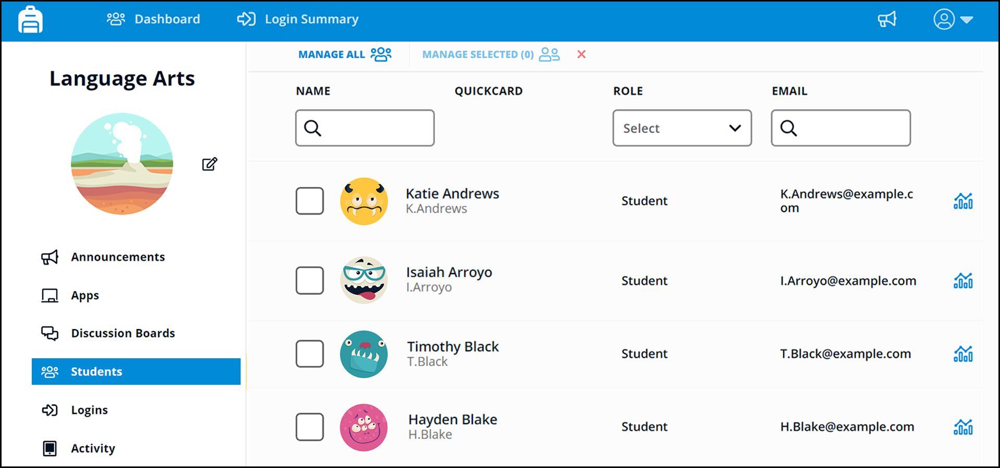 Dashboard
Login Summary
MANAGE ALL
MANAGE SELECTED (0)
Language Arts
NAME
QUICKCARD
ROLE
EMAIL
Select
Katie Andrews
K.Andrews
Student
K.Andrews@example.c
om
Isaiah Arroyo
I.Arroyo
Student
I.Arroyo@example.com
Timothy Black
T.Black
Student
T.Black@example.com
Hayden Blake
H.Blake
Student
H.Blake@example.com
Announcements
Apps
Discussion Boards
Students
Logins
Activity